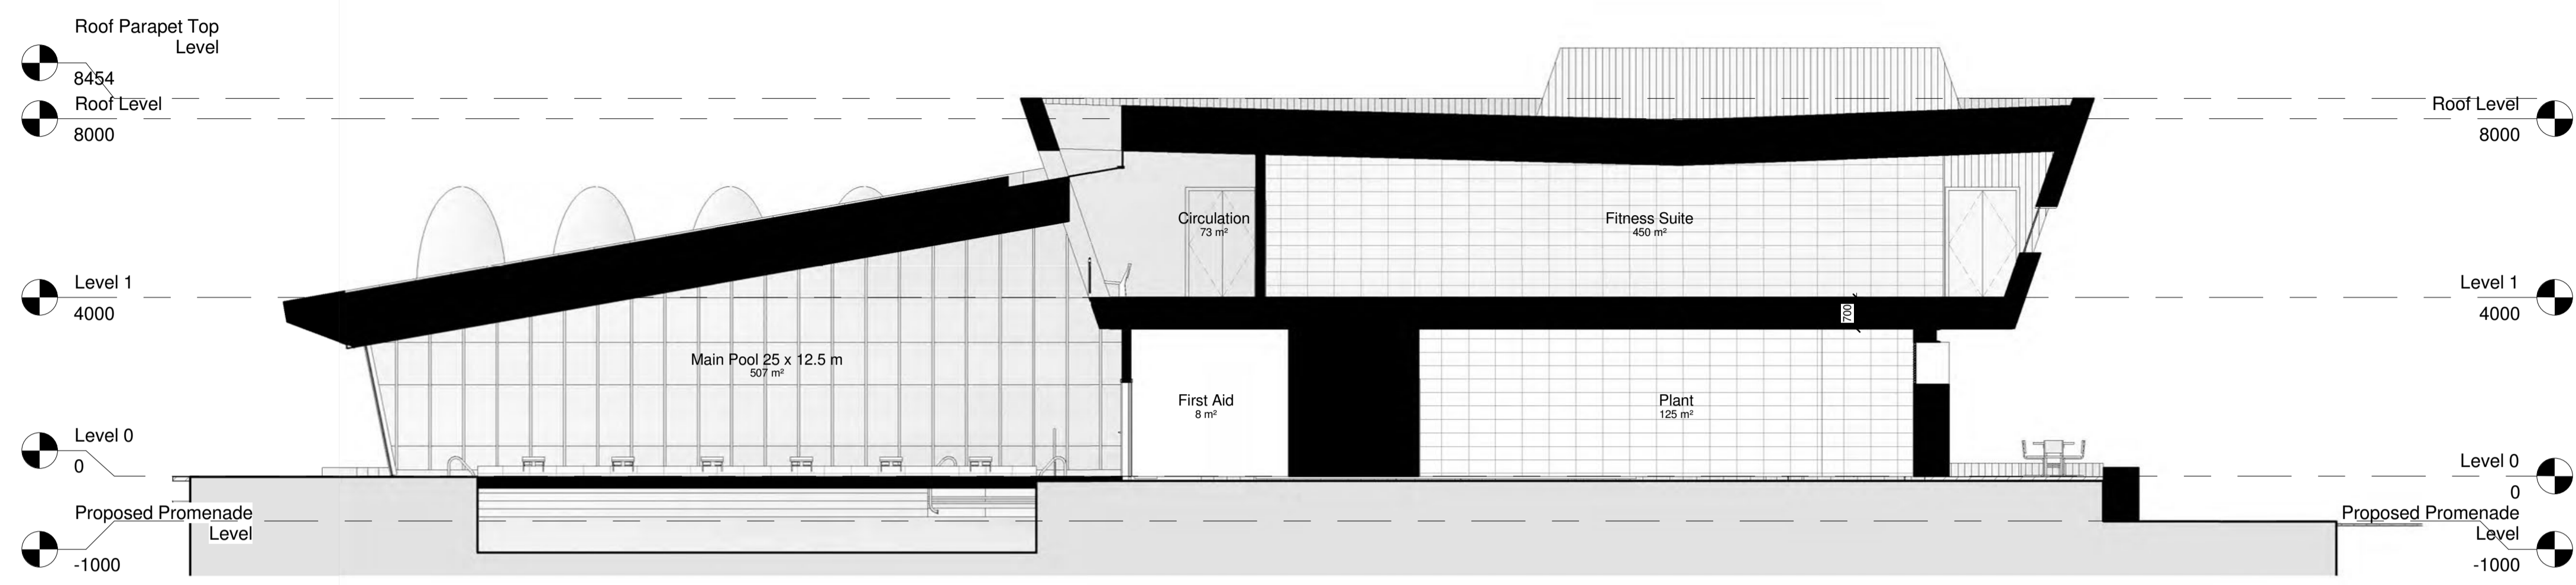 Roof Parapet Top
Level
8454
Roof Level
8000
Level 1
4000
Level 0
0
Proposed Promenade
Level
-1000
Circulation
73 m²
Fitness Suite
450 m²
700
Main Pool 25 x 12.5 m
507 m²
First Aid
8 m²
Plant
125 m²
Roof Level
8000
Level 1
4000
Level 0
0
Proposed Promenade
Level
-1000